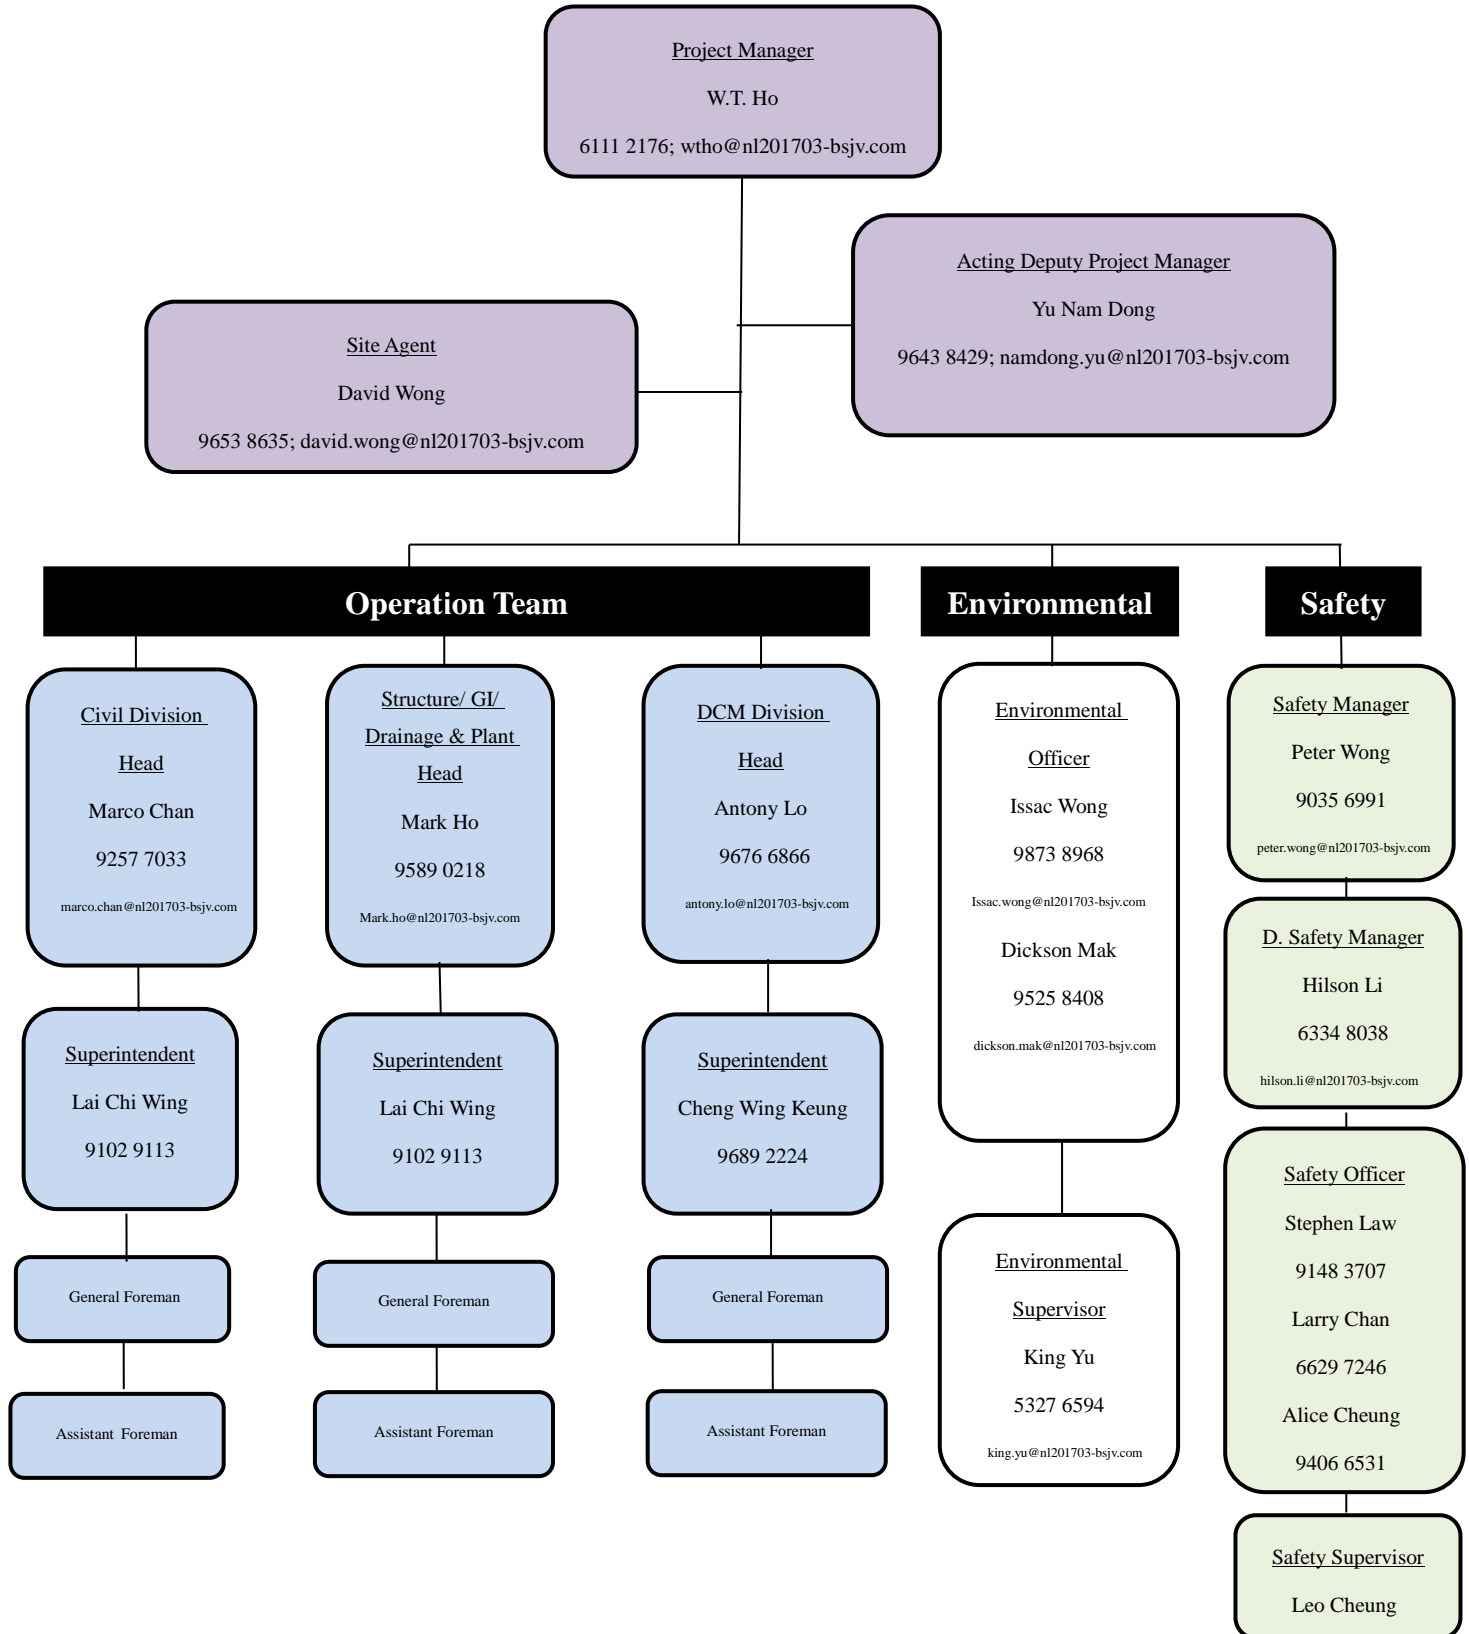 Project Manager
W.T. Ho
6111 2176; wtho@nl201703-bsjv.com
Acting Deputy Project Manager
Yu Nam Dong
9643 8429; namdong.yu@nl201703-bsjv.com
Site Agent
David Wong
9653 8635; david.wong@nl201703-bsjv.com
Operation Team
Environmental
Safety
Civil Division
Head
Marco Chan
9257 7033
marco.chan@nl201703-bsjv.com
Superintendent
Lai Chi Wing
9102 9113
General Foreman
Assistant Foreman
Structure/ GI/
Drainage & Plant
Head
Mark Ho
9589 0218
Mark.ho@nl201703-bsjv.com
Superintendent
Lai Chi Wing
9102 9113
General Foreman
Assistant Foreman
DCM Division
Head
Antony Lo
9676 6866
antony.lo@nl201703-bsjv.com
Superintendent
Cheng Wing Keung
9689 2224
General Foreman
Assistant Foreman
Environmental
Officer
Issac Wong
9873 8968
Issac.wong@nl201703-bsjv.com
Dickson Mak
9525 8408
dickson.mak@nl201703-bsjv.com
Environmental
Supervisor
King Yu
5327 6594
king.yu@nl201703-bsjv.com
Safety Manager
Peter Wong
9035 6991
peter.wong@nl201703-bsjv.com
D. Safety Manager
Hilson Li
6334 8038
hilson.li@nl201703-bsjv.com
Safety Officer
Stephen Law
9148 3707
Larry Chan
6629 7246
Alice Cheung
9406 6531
Safety Supervisor
Leo Cheung